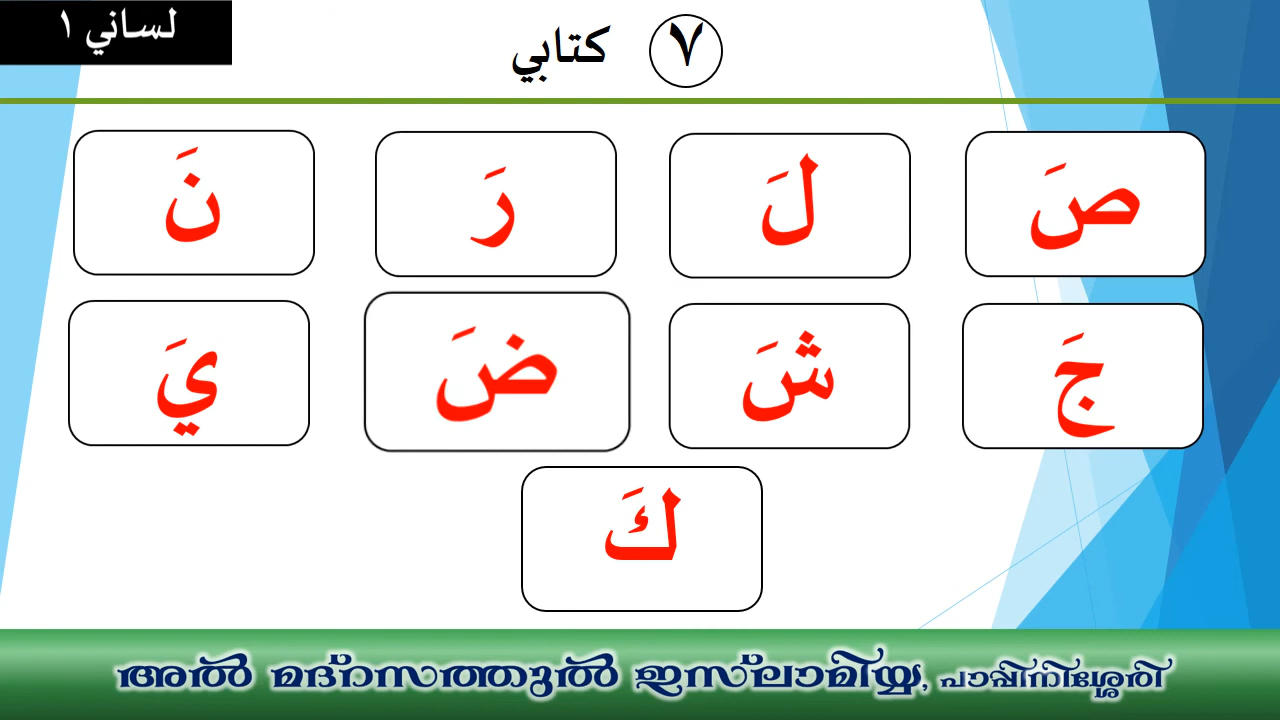 لساني ١
٧ كتابي
صَ لَ رَ نَ
جَ شَ ضَ يَ
كَ
അൽ മദ്റസത്തുൽ ഇസ്ലാമിയ്യ, പാപ്പിനിശ്ശേരി